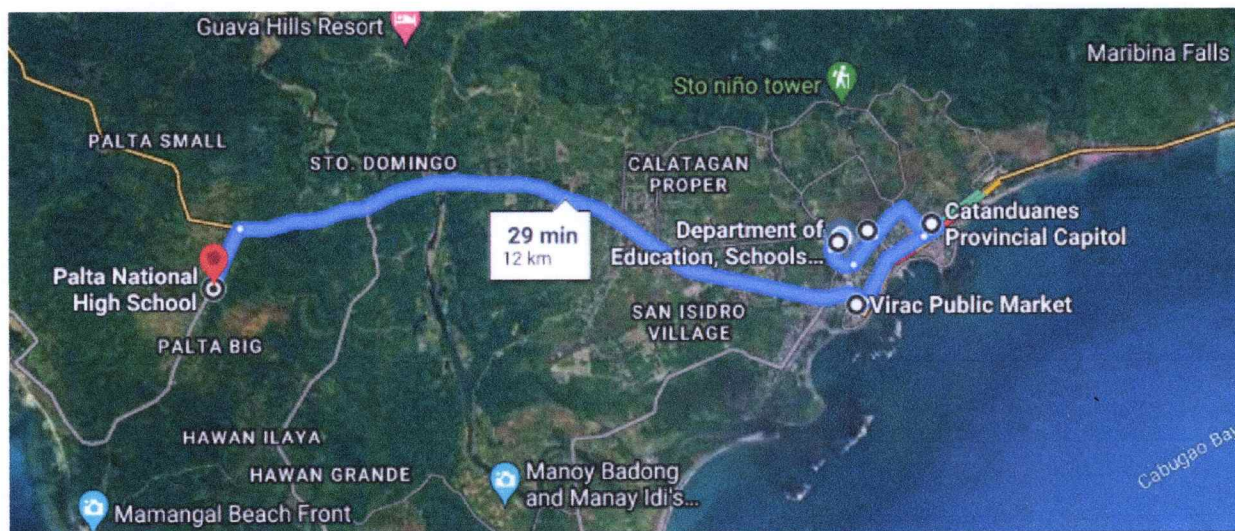 Guava Hills Resort
Maribina Falls
Sto niño tower
PALTA SMALL
STO. DOMINGO
CALATAGAN
PROPER
29 min
12 km
Department of
Education, Schools...
Catanduanes
Provincial Capitol
Palta National
High School
Virac Public Market
SAN ISIDRO
VILLAGE
PALTA BIG
HAWAN ILAYA
HAWAN GRANDE
Manoy Badong
and Manay Idi's...
Mamangal Beach Front
Cabugao Bay